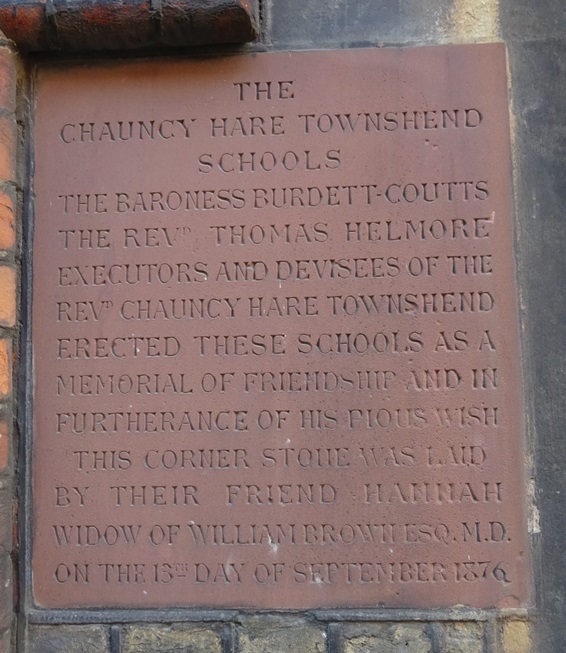 THE
CHAUNCY HARE TOWNSHEND
SCHOOLS
THE BARONESS BURDETT-COUTTS
THE REVD THOMAS HELMORE
EXECUTORS AND DEVISEES OF THE
REVD CHAUNCY HARE TOWNSHEND
ERECTED THESE SCHOOLS AS A
MEMORIAL OF FRIENDSHIP AND IN
FURTHERANCE OF HIS PIOUS WISH
THIS CORNER STONE WAS LAID
BY THEIR FRIEND HANNAH
WIDOW OF WILLIAM BROWN ESQ. M.D.
ON THE 13TH DAY OF SEPTEMBER 1876